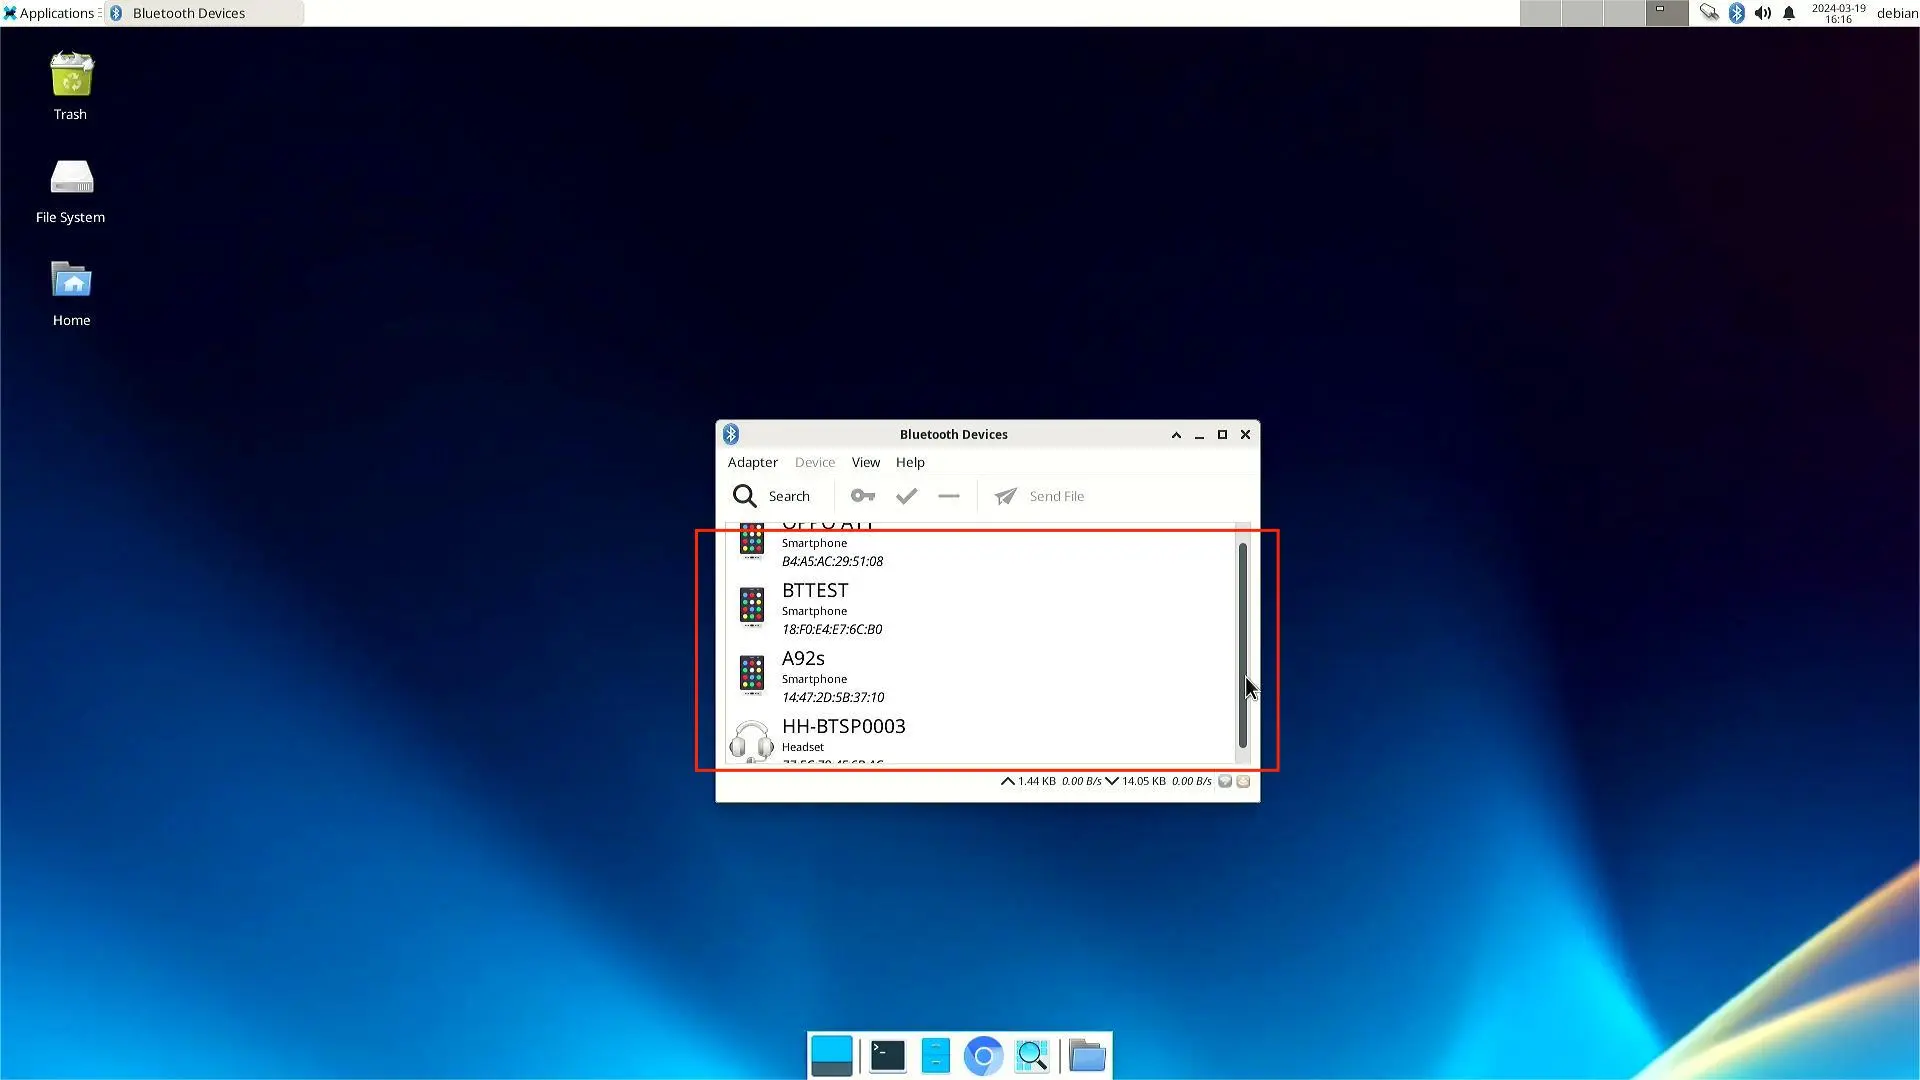 Applications
Bluetooth Devices
2024-03-19
16:16
debian
Trash
File System
Home
Bluetooth Devices
Adapter Device View Help
Search
Send File
Smartphone
B4:A5:AC:29:51:08
BTTEST
Smartphone
18:F0:E4:E7:6C:B0
A92s
Smartphone
14:47:2D:5B:37:10
HH-BTSP0003
Headset
1.44 KB 0.00 B/s 14.05 KB 0.00 B/s